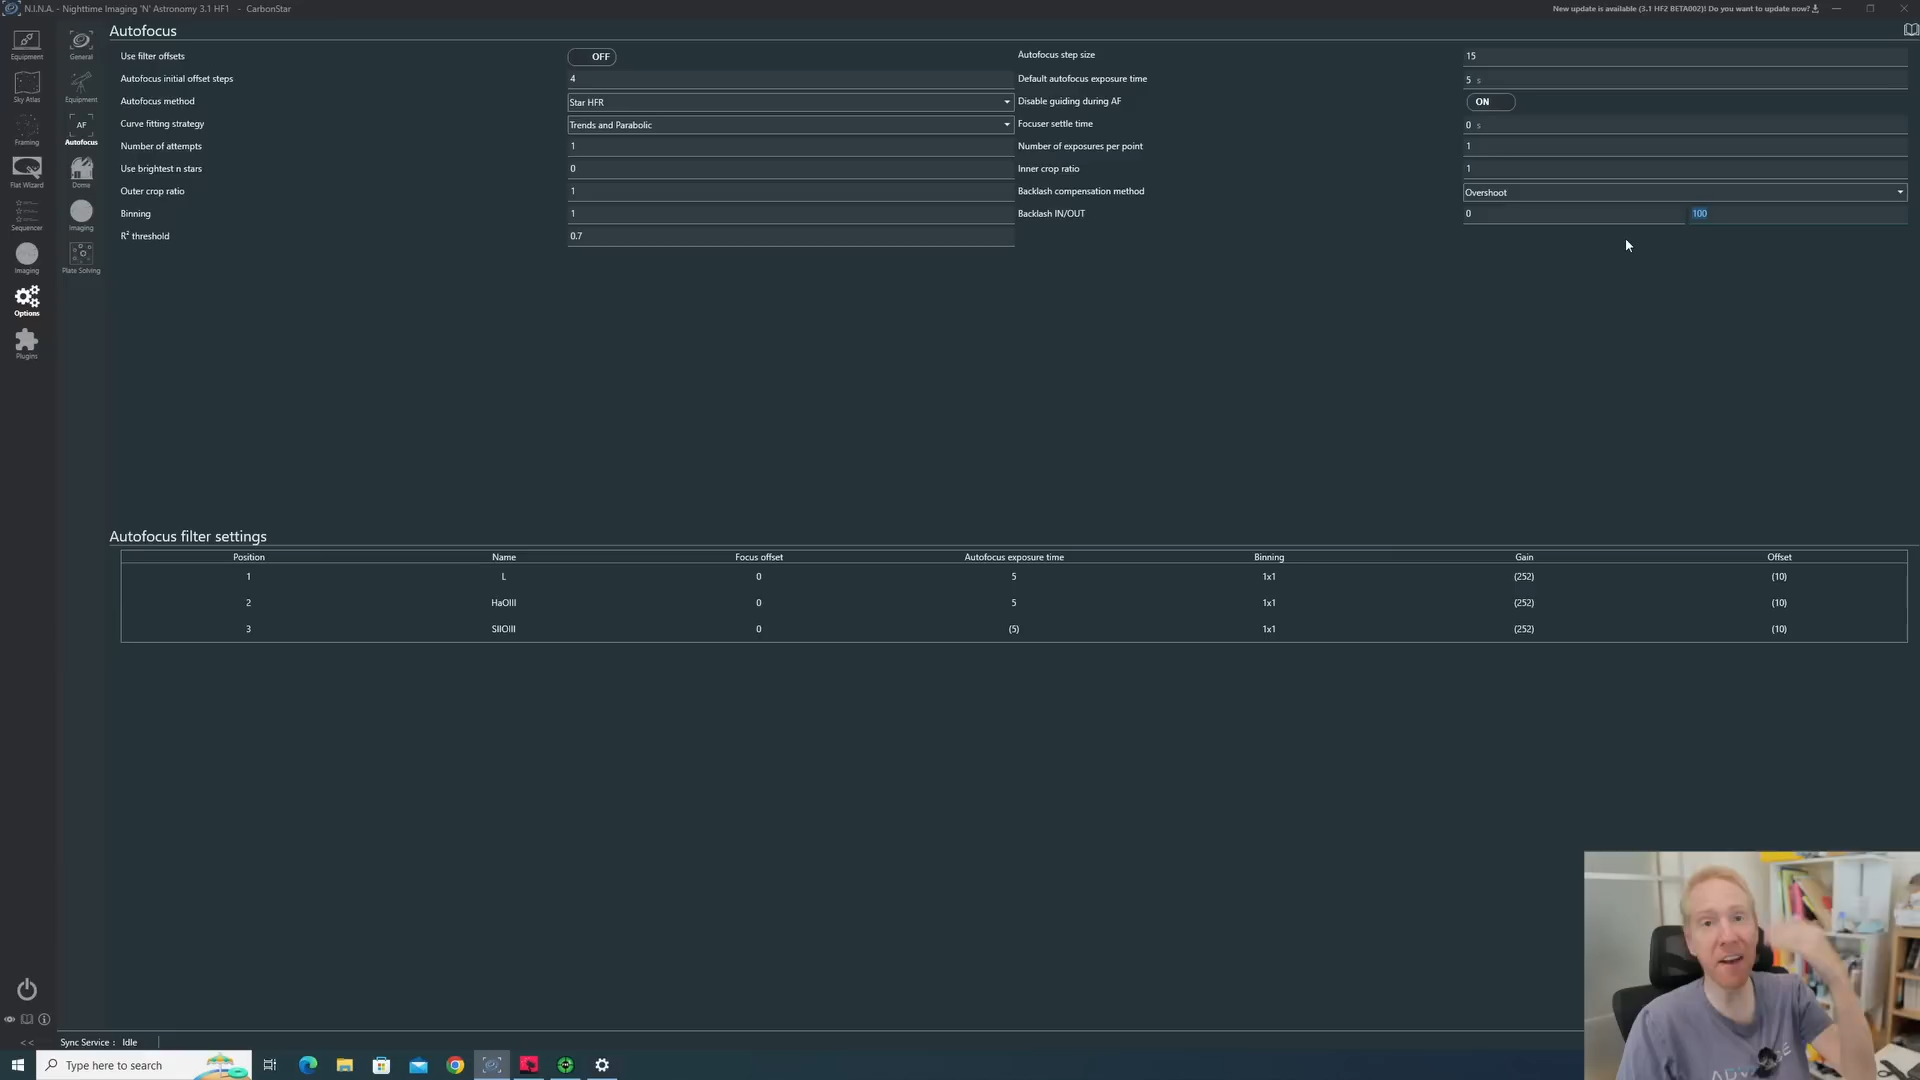 N.I.N.A. - Nighttime Imaging 'N' Astronomy 3.1 HF1 - CarbonStar
New update is available (3.1 HF2 BETA002)! Do you want to update now?
Equipment
Sky Atlas
Framing
Flat Wizard
Sequencer
Imaging
Options
Plugins
General
Equipment
AF
Autofocus
Dome
Imaging
Plate Solving
Autofocus
Use filter offsets OFF
Autofocus step size 15
Autofocus initial offset steps 4
Default autofocus exposure time 5 s
Autofocus method Star HFR
Disable guiding during AF ON
Curve fitting strategy Trends and Parabolic
Focuser settle time 0 s
Number of attempts 1
Number of exposures per point 1
Use brightest n stars 0
Inner crop ratio 1
Outer crop ratio 1
Backlash compensation method Overshoot
Binning 1
Backlash IN/OUT 0 100
R² threshold 0.7
Autofocus filter settings
Position Name Focus offset Autofocus exposure time Binning Gain Offset
1 L 0 5 1x1 (252) (10)
2 HaOIII 0 5 1x1 (252) (10)
3 SIIOIII 0 (5) 1x1 (252) (10)
<< Sync Service : Idle
Type here to search